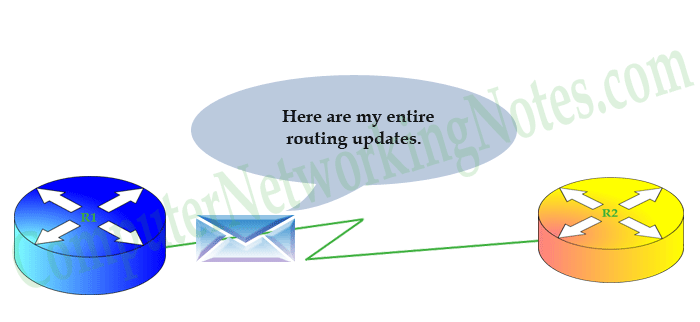 Here are my entire
routing updates.
R1
R2
ComputerNetworkingNotes.com